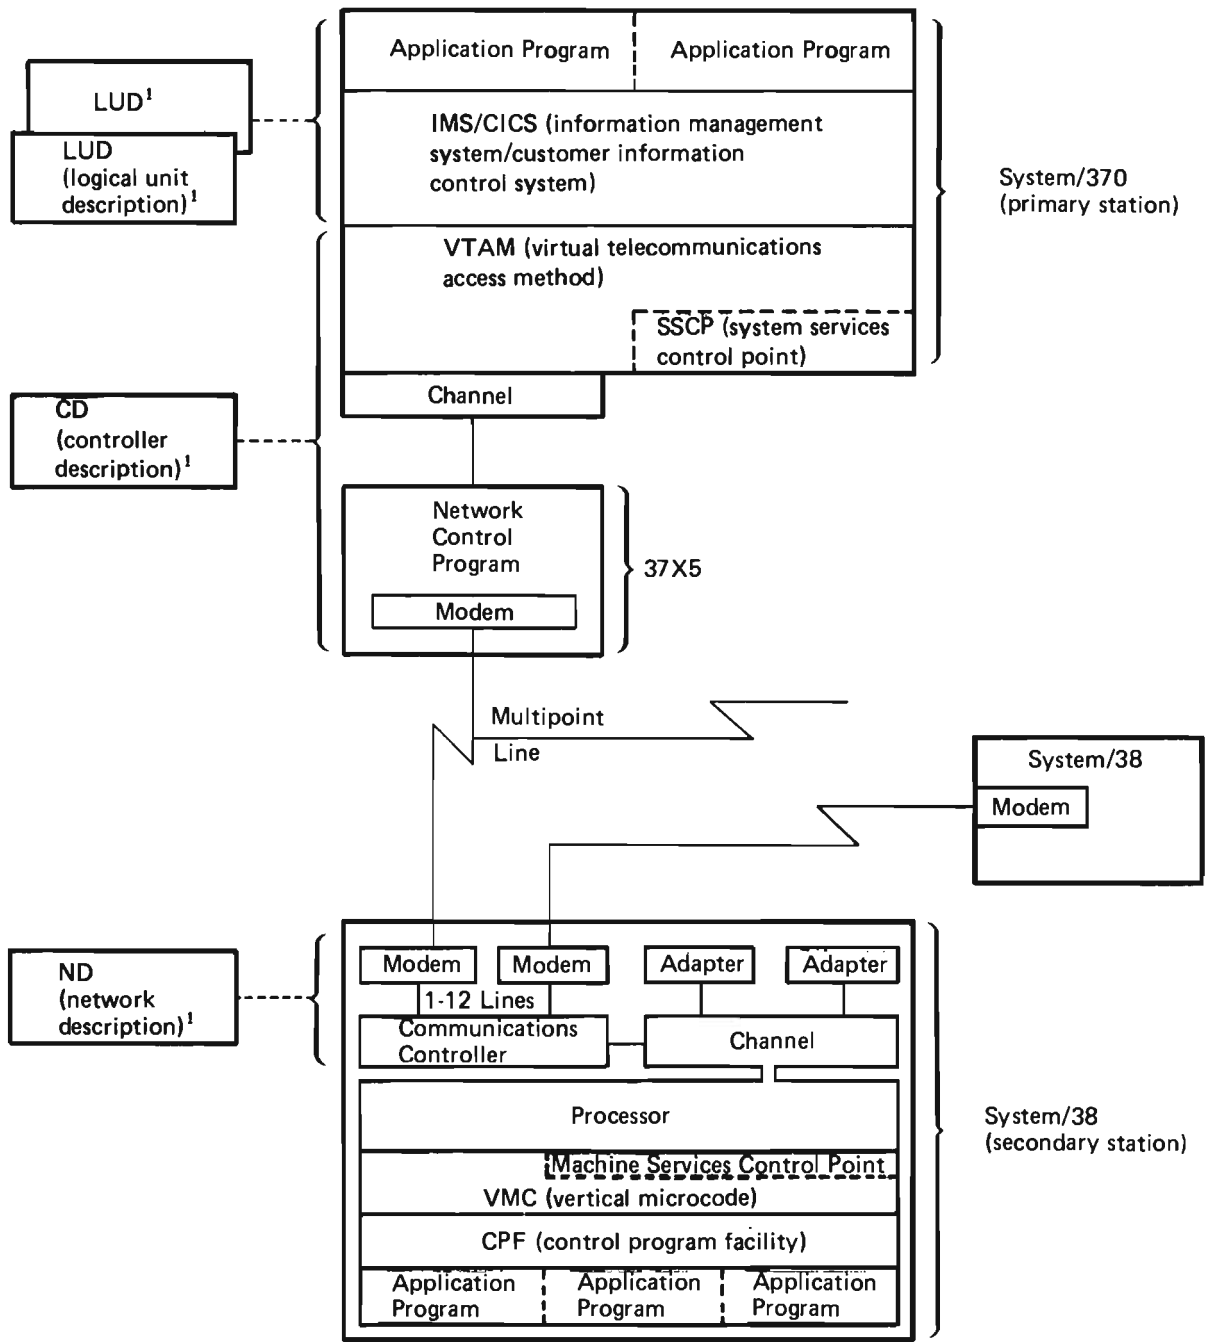 Application Program
Application Program
LUD¹
LUD
(logical unit
description)¹
IMS/CICS (information management
system/customer information
control system)
System/370
(primary station)
VTAM (virtual telecommunications
access method)
SSCP (system services
control point)
Channel
CD
(controller
description)¹
Network
Control
Program
Modem
37X5
Multipoint
Line
System/38
Modem
ND
(network
description)¹
Modem
Modem
Adapter
Adapter
1-12 Lines
Communications
Controller
Channel
Processor
Machine Services Control Point
VMC (vertical microcode)
CPF (control program facility)
Application
Program
Application
Program
Application
Program
System/38
(secondary station)